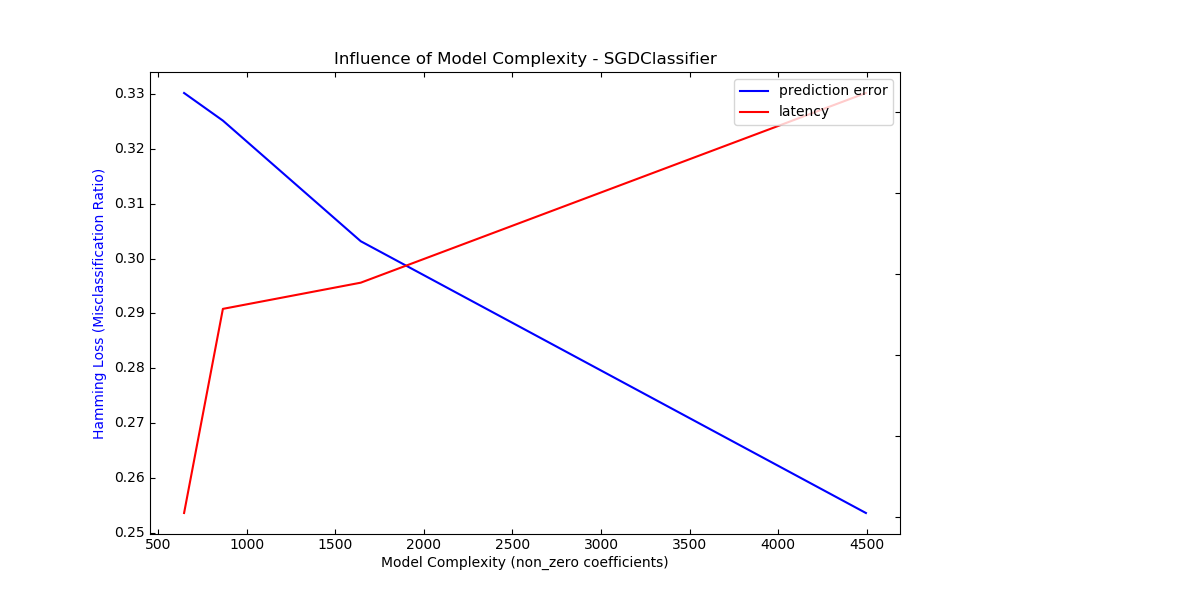 Influence of Model Complexity - SGDClassifier
prediction error
latency
Hamming Loss (Misclassification Ratio)
0.33
0.32
0.31
0.30
0.29
0.28
0.27
0.26
0.25
500 1000 1500 2000 2500 3000 3500 4000 4500
Model Complexity (non_zero coefficients)